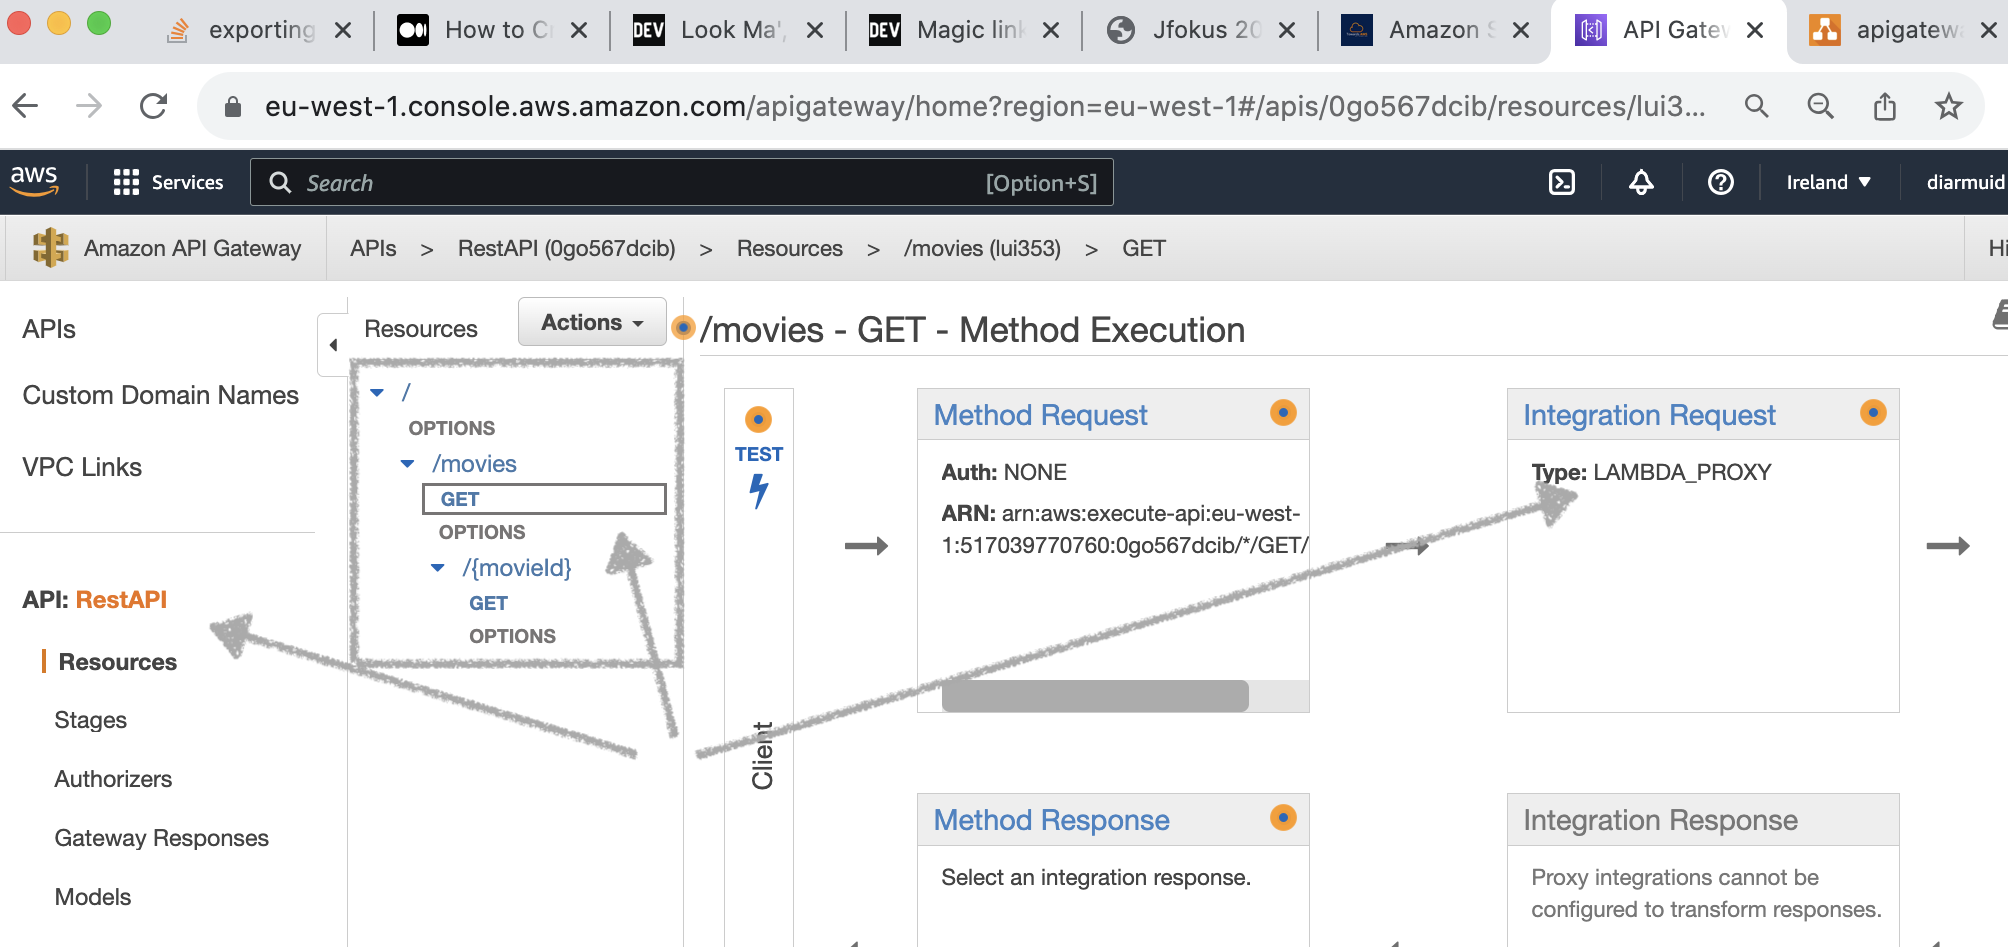 exporting
How to C
Look Ma',
Magic link
Jfokus 20
Amazon S
API Gatew
apigatewa
eu-west-1.console.aws.amazon.com/apigateway/home?region=eu-west-1#/apis/0go567dcib/resources/lui3...
aws
Services
Search
[Option+S]
Ireland
diarmuid
Amazon API Gateway
APIs > RestAPI (0go567dcib) > Resources > /movies (lui353) > GET
Hi
APIs
Custom Domain Names
VPC Links
API: RestAPI
Resources
Stages
Authorizers
Gateway Responses
Models
Resources
Actions
/
OPTIONS
/movies
GET
OPTIONS
/{movieId}
GET
OPTIONS
/movies - GET - Method Execution
TEST
Client
Method Request
Auth: NONE
ARN: arn:aws:execute-api:eu-west-
1:517039770760:0go567dcib/*/GET/
Integration Request
Type: LAMBDA_PROXY
Method Response
Select an integration response.
Integration Response
Proxy integrations cannot be
configured to transform responses.